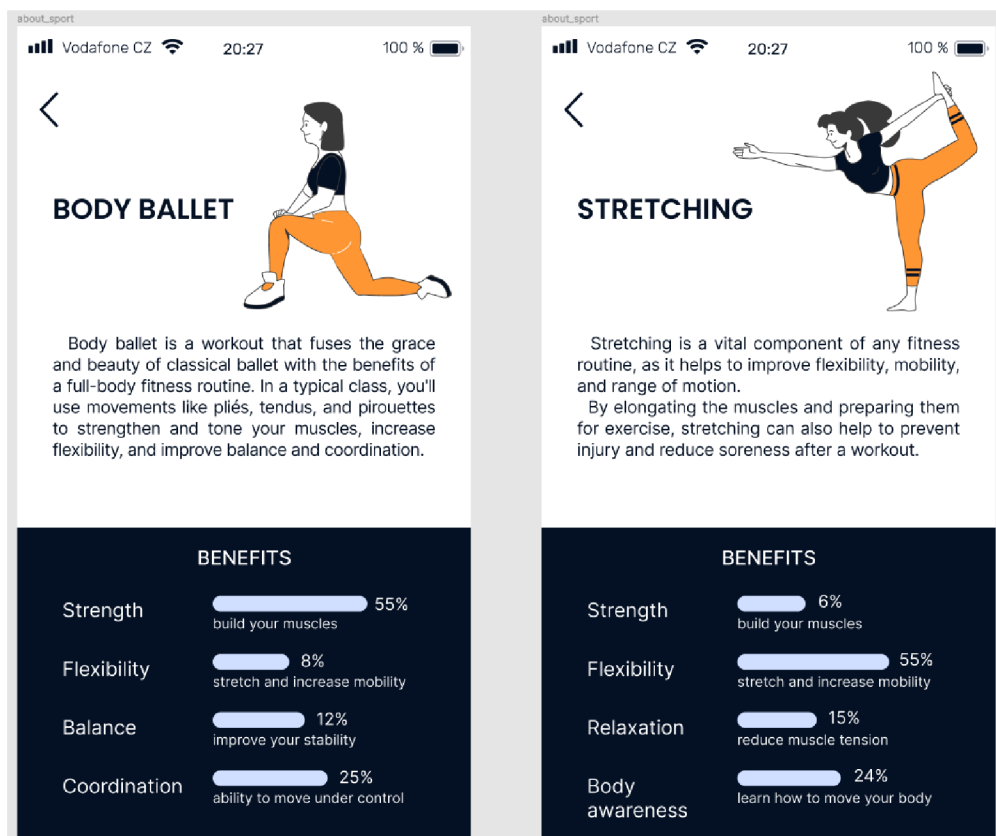 about_sport
Vodafone CZ
20:27
100 %
BODY BALLET
Body ballet is a workout that fuses the grace
and beauty of classical ballet with the benefits of
a full-body fitness routine. In a typical class, you'll
use movements like pliés, tendus, and pirouettes
to strengthen and tone your muscles, increase
flexibility, and improve balance and coordination.
BENEFITS
Strength
55%
build your muscles
Flexibility
8%
stretch and increase mobility
Balance
12%
improve your stability
Coordination
25%
ability to move under control
about_sport
Vodafone CZ
20:27
100 %
STRETCHING
Stretching is a vital component of any fitness
routine, as it helps to improve flexibility, mobility,
and range of motion.
By elongating the muscles and preparing them
for exercise, stretching can also help to prevent
injury and reduce soreness after a workout.
BENEFITS
Strength
6%
build your muscles
Flexibility
55%
stretch and increase mobility
Relaxation
15%
reduce muscle tension
Body
awareness
24%
learn how to move your body